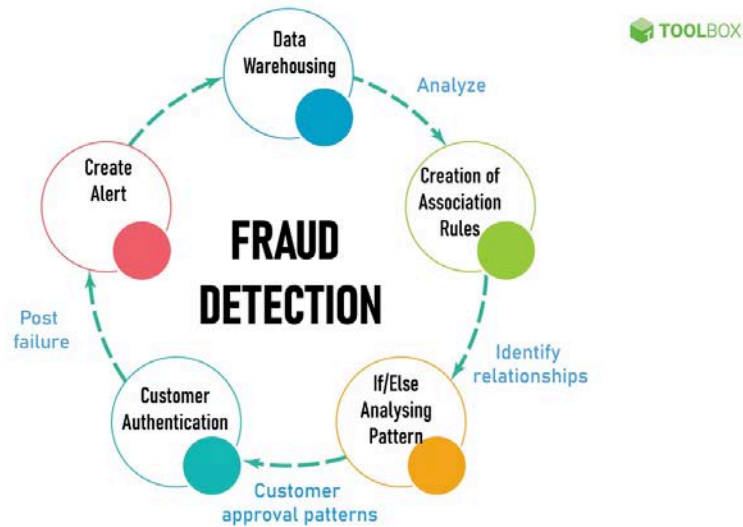 Data
Warehousing
TOOLBOX
Analyze
Create
Alert
Creation of
Association
Rules
FRAUD
DETECTION
Post
failure
Identify
relationships
If/Else
Analysing
Pattern
Customer
Authentication
Customer
approval patterns